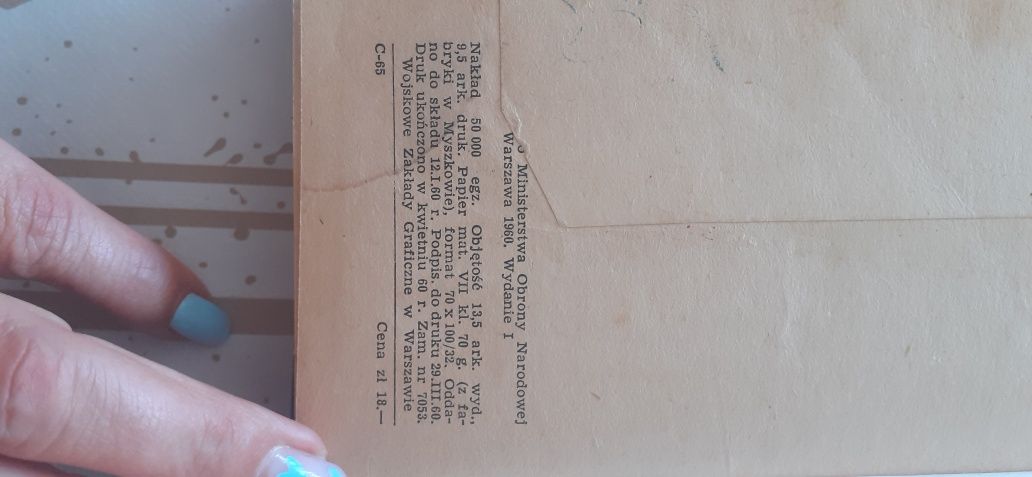 Ministerstwa Obrony Narodowej
Warszawa 1960. Wydanie I
Nakład 50 000 egz. Objętość 13,5 ark. wyd.,
9,5 ark. druk. Papier mat. VII kl. 70 g. (z fa-
bryki w Myszkowie), format 70 x 100/32. Odda-
no do składu 12.I.60 r. Podpis. do druku 29.III.60.
Druk ukończono w kwietniu 60 r. Zam. nr 7053.
Wojskowe Zakłady Graficzne w Warszawie
C-65 Cena zł 18.—